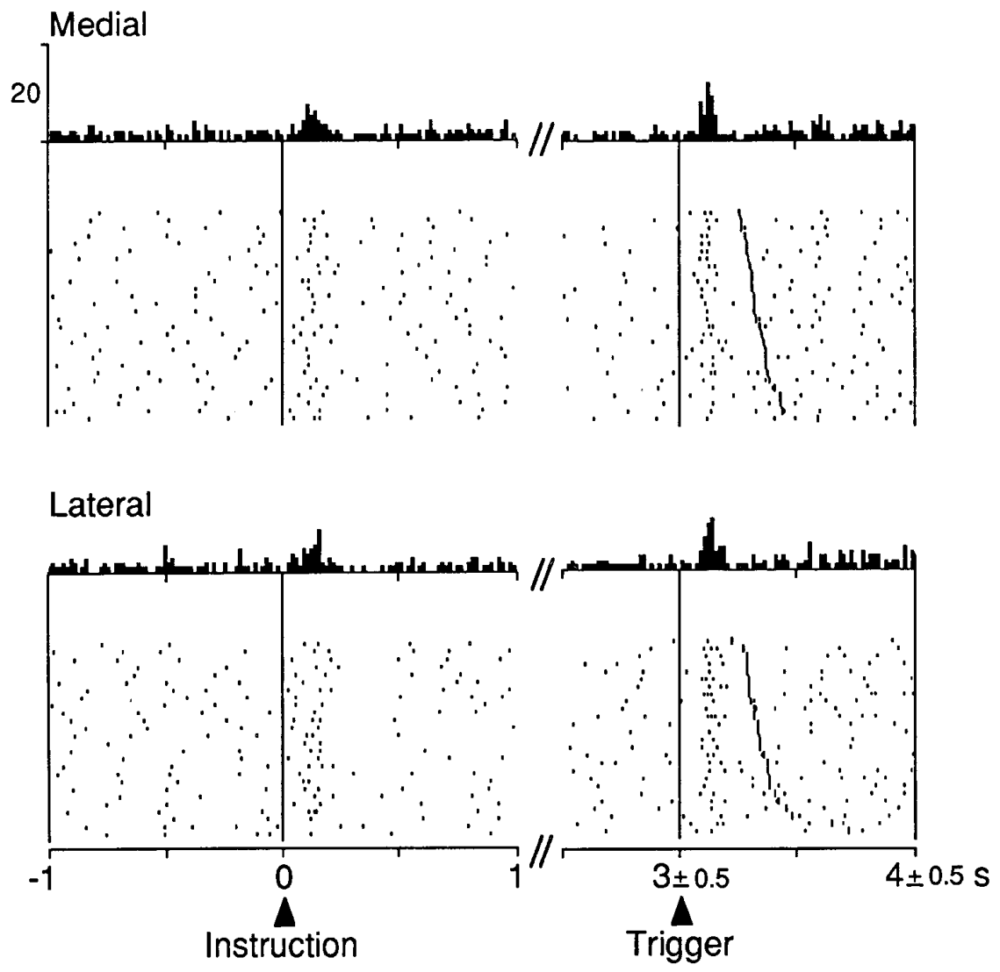 Medial
20
//
Lateral
//
//
-1 0 1 3±0.5 4±0.5 s
Instruction Trigger